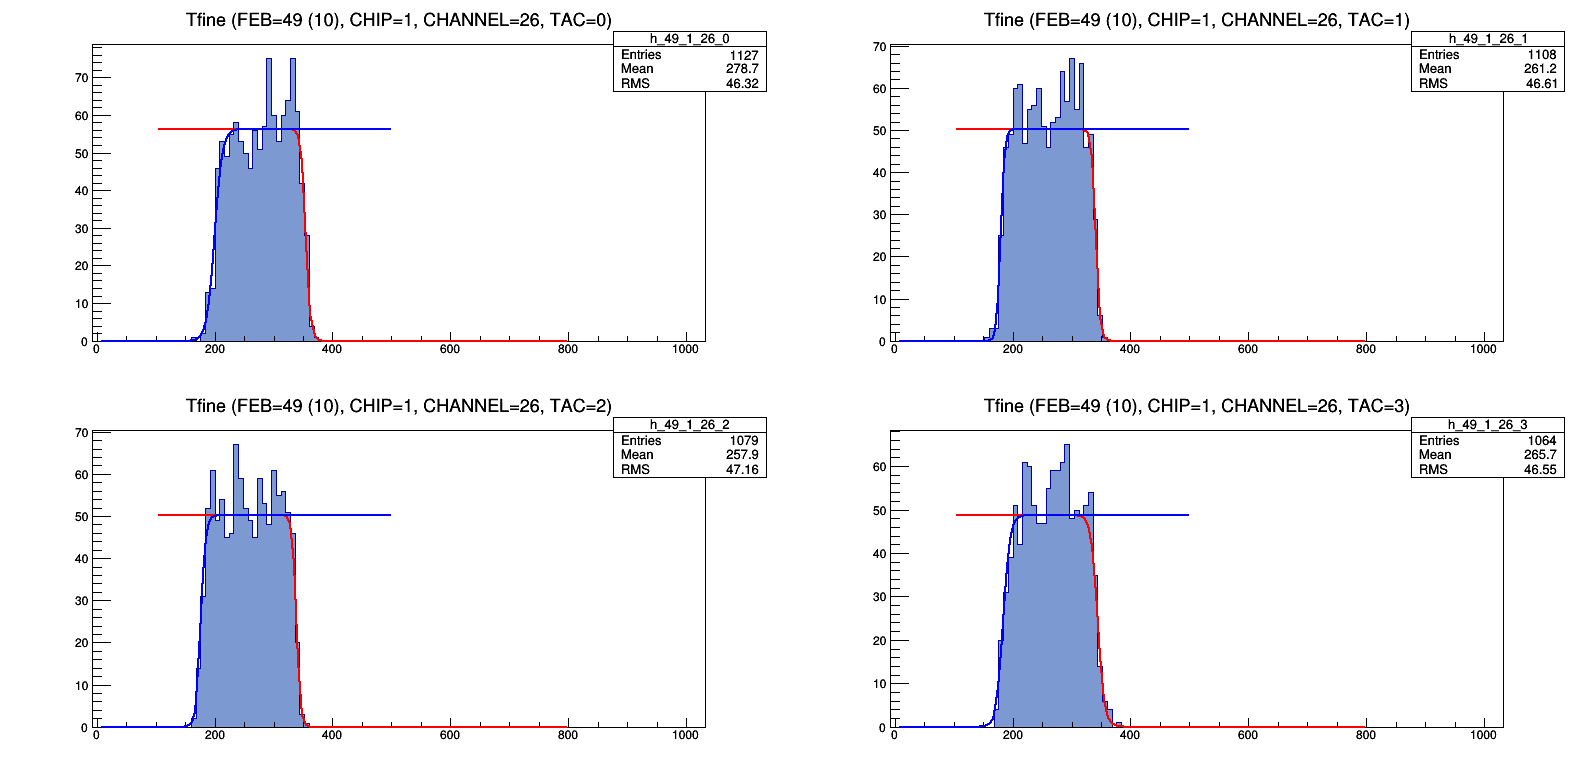 Tfine (FEB=49 (10), CHIP=1, CHANNEL=26, TAC=0)
h_49_1_26_0
Entries 1127
Mean 278.7
RMS 46.32
70
60
50
40
30
20
10
0
0 200 400 600 800 1000
Tfine (FEB=49 (10), CHIP=1, CHANNEL=26, TAC=1)
h_49_1_26_1
Entries 1108
Mean 261.2
RMS 46.61
70
60
50
40
30
20
10
0
0 200 400 600 800 1000
Tfine (FEB=49 (10), CHIP=1, CHANNEL=26, TAC=2)
h_49_1_26_2
Entries 1079
Mean 257.9
RMS 47.16
70
60
50
40
30
20
10
0
0 200 400 600 800 1000
Tfine (FEB=49 (10), CHIP=1, CHANNEL=26, TAC=3)
h_49_1_26_3
Entries 1064
Mean 265.7
RMS 46.55
60
50
40
30
20
10
0
0 200 400 600 800 1000